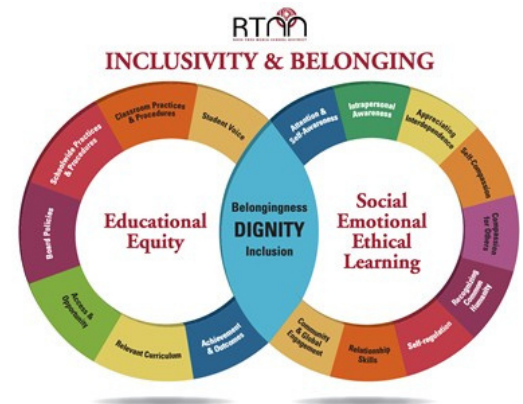 RTM
INCLUSIVITY & BELONGING
Classroom Practices
& Procedures
Student Voice
Schoolwide Practices
& Procedures
Board Policies
Access &
Opportunity
Relevant Curriculum
Achievement
& Outcomes
Educational
Equity
Belongingness
DIGNITY
Inclusion
Social
Emotional
Ethical
Learning
Attention &
Self-Awareness
Intrapersonal
Awareness
Appreciating
Interdependence
Self-Compassion
Compassion
for Others
Recognizing
Common
Humanity
Self-regulation
Relationship
Skills
Community
& Global
Engagement